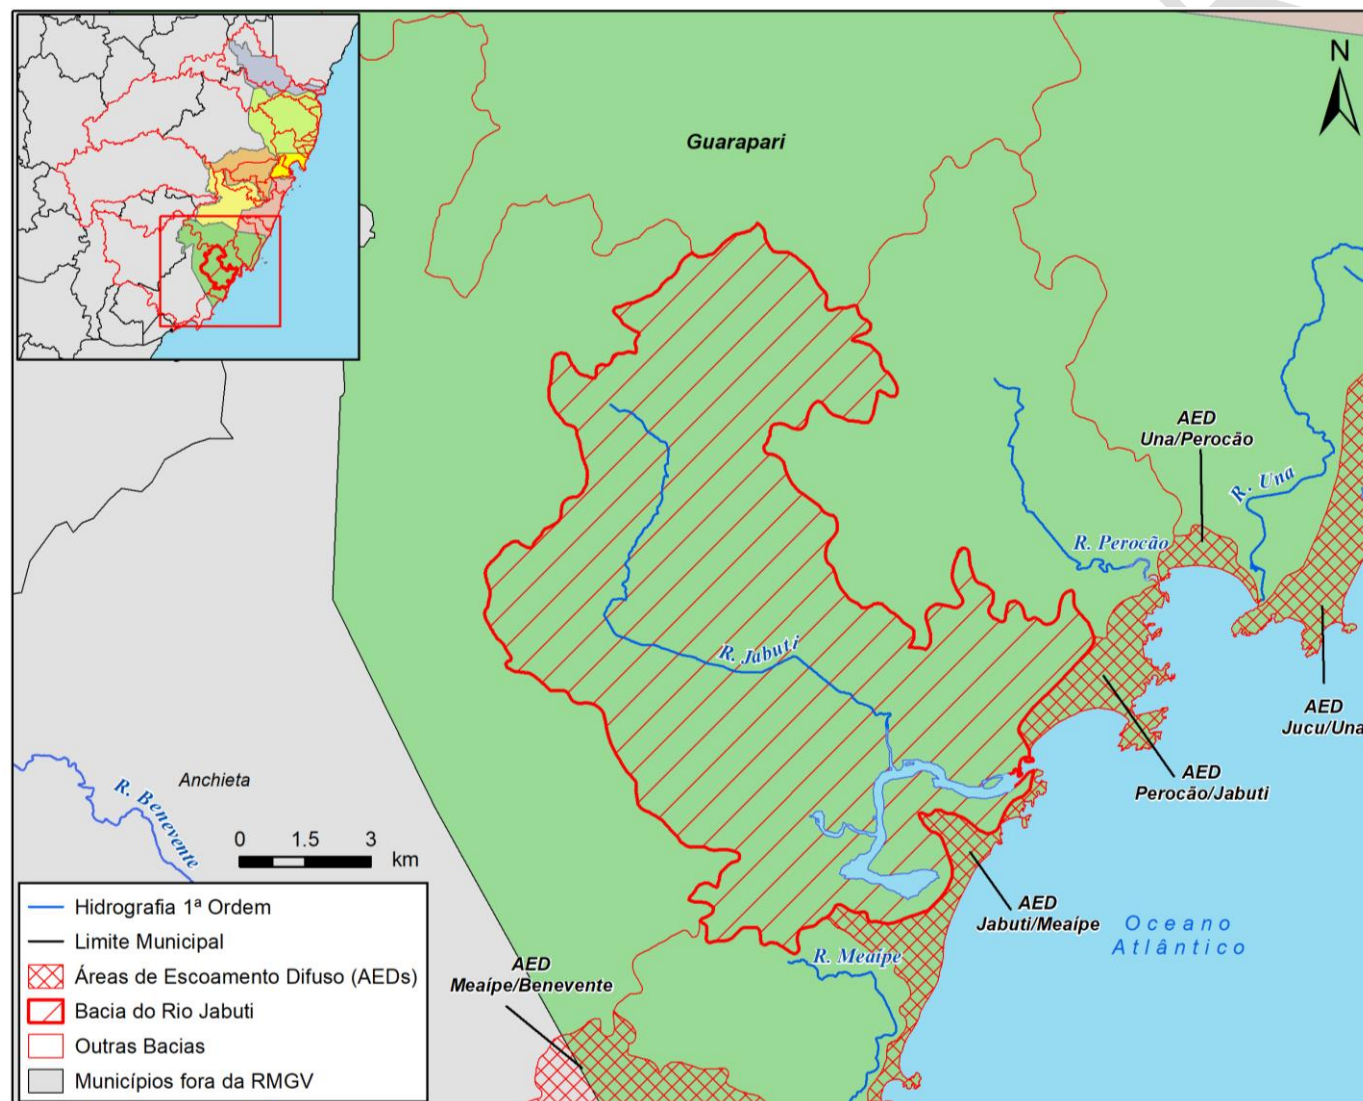 N
Guarapari
AED
Una/Perocão
R. Una
R. Perocão
R. Jabuti
AED
Jucu/Una
AED
Perocão/Jabuti
Anchieta
R. Benevente
0 1.5 3
km
AED
Jabuti/Meaípe
Oceano
Atlântico
R. Meaípe
AED
Meaípe/Benevente
Hidrografia 1ª Ordem
Limite Municipal
Áreas de Escoamento Difuso (AEDs)
Bacia do Rio Jabuti
Outras Bacias
Municípios fora da RMGV